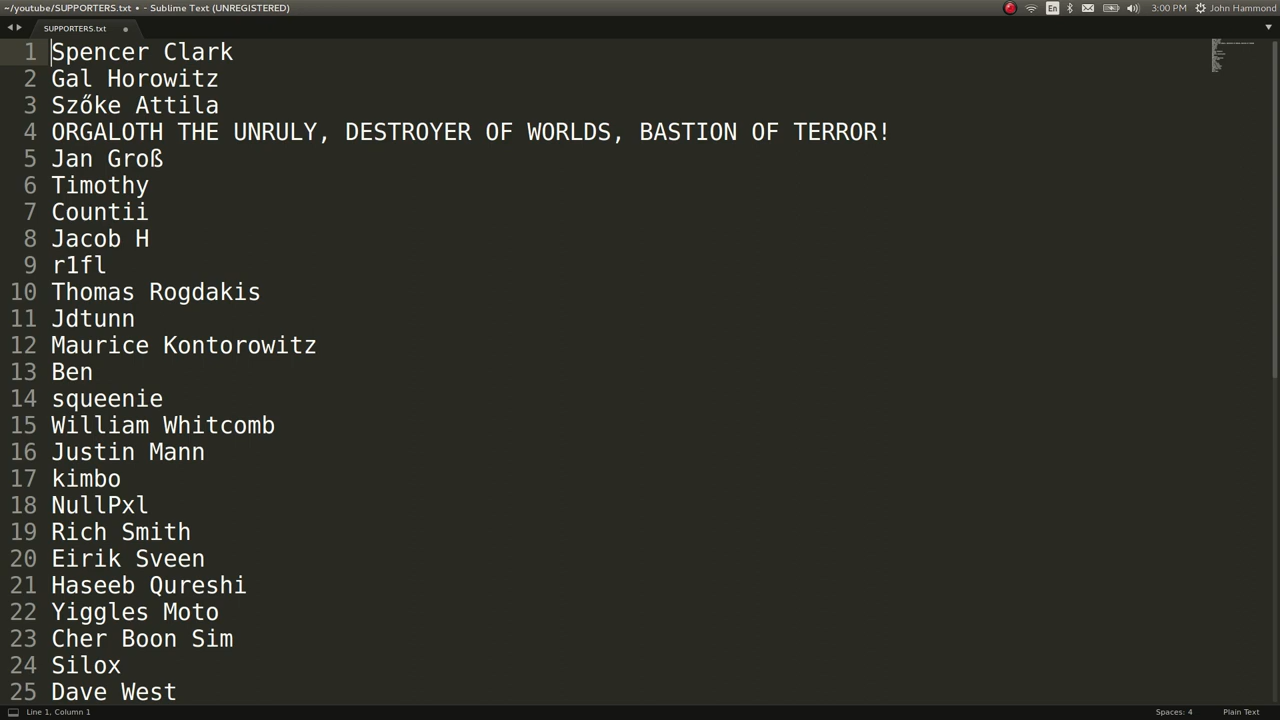 ~/youtube/SUPPORTERS.txt • - Sublime Text (UNREGISTERED)
En
3:00 PM
John Hammond
SUPPORTERS.txt
1 Spencer Clark
2 Gal Horowitz
3 Szőke Attila
4 ORGALOTH THE UNRULY, DESTROYER OF WORLDS, BASTION OF TERROR!
5 Jan Groß
6 Timothy
7 Countii
8 Jacob H
9 r1fl
10 Thomas Rogdakis
11 Jdtunn
12 Maurice Kontorowitz
13 Ben
14 squeenie
15 William Whitcomb
16 Justin Mann
17 kimbo
18 NullPxl
19 Rich Smith
20 Eirik Sveen
21 Haseeb Qureshi
22 Yiggles Moto
23 Cher Boon Sim
24 Silox
25 Dave West
Line 1, Column 1
Spaces: 4
Plain Text